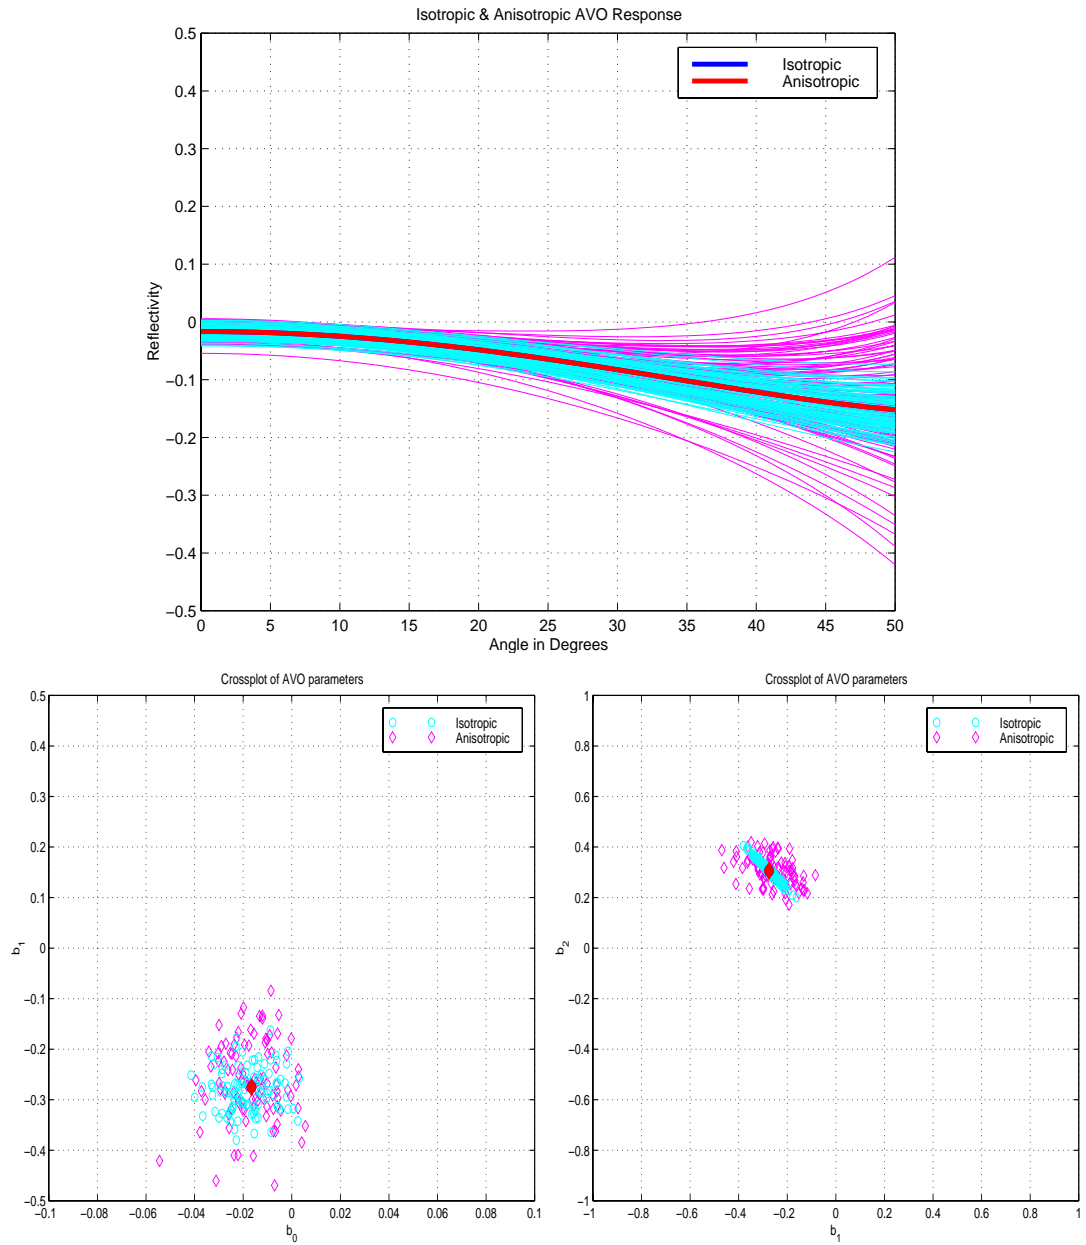 Isotropic & Anisotropic AVO Response
0.5
0.4
0.3
0.2
0.1
0
−0.1
−0.2
−0.3
−0.4
−0.5
Reflectivity
Isotropic
Anisotropic
0 5 10 15 20 25 30 35 40 45 50
Angle in Degrees
Crossplot of AVO parameters
0.5
0.4
0.3
0.2
0.1
0
−0.1
−0.2
−0.3
−0.4
−0.5
b1
Isotropic
Anisotropic
−0.1 −0.08 −0.06 −0.04 −0.02 0 0.02 0.04 0.06 0.08 0.1
b0
Crossplot of AVO parameters
1
0.8
0.6
0.4
0.2
0
−0.2
−0.4
−0.6
−0.8
−1
b2
Isotropic
Anisotropic
−1 −0.8 −0.6 −0.4 −0.2 0 0.2 0.4 0.6 0.8 1
b1